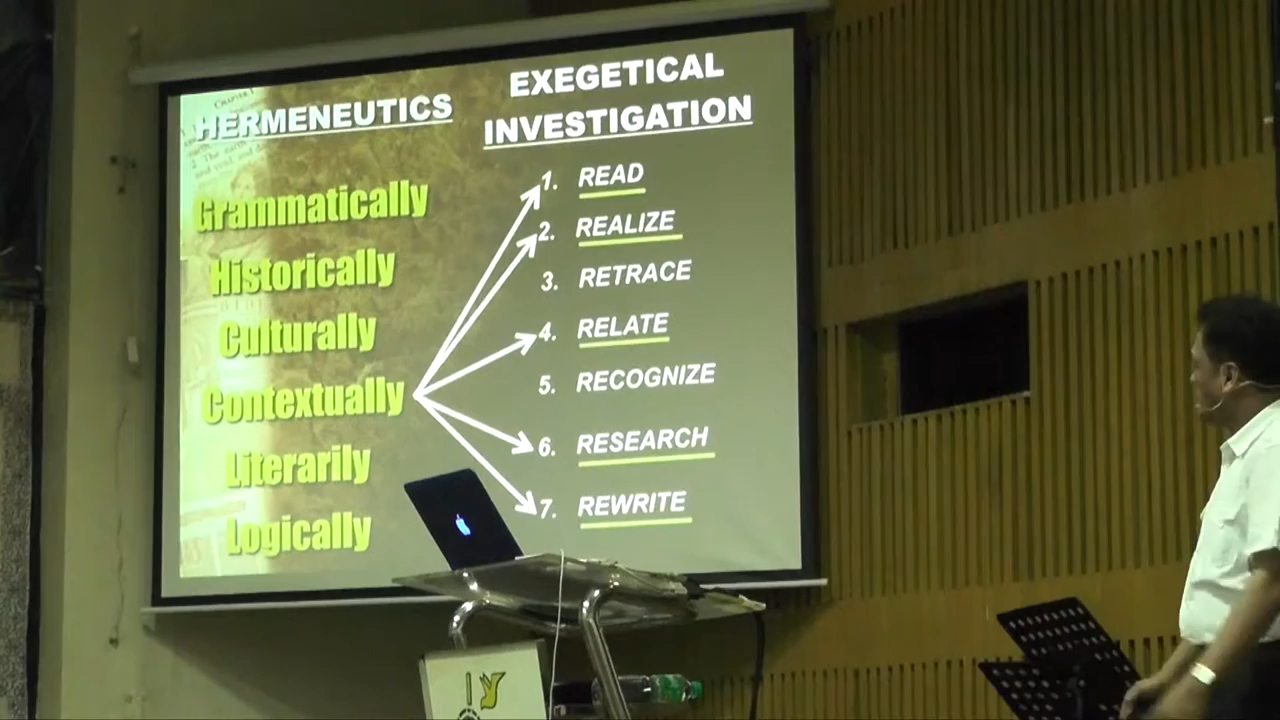 HERMENEUTICS
Grammatically
Historically
Culturally
Contextually
Literarily
Logically
EXEGETICAL
INVESTIGATION
1. READ
2. REALIZE
3. RETRACE
4. RELATE
5. RECOGNIZE
6. RESEARCH
7. REWRITE